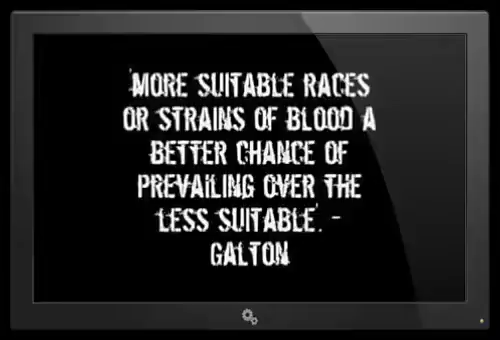 'MORE SUITABLE RACES
OR STRAINS OF BLOOD A
BETTER CHANCE OF
PREVAILING OVER THE
LESS SUITABLE'. -
GALTON